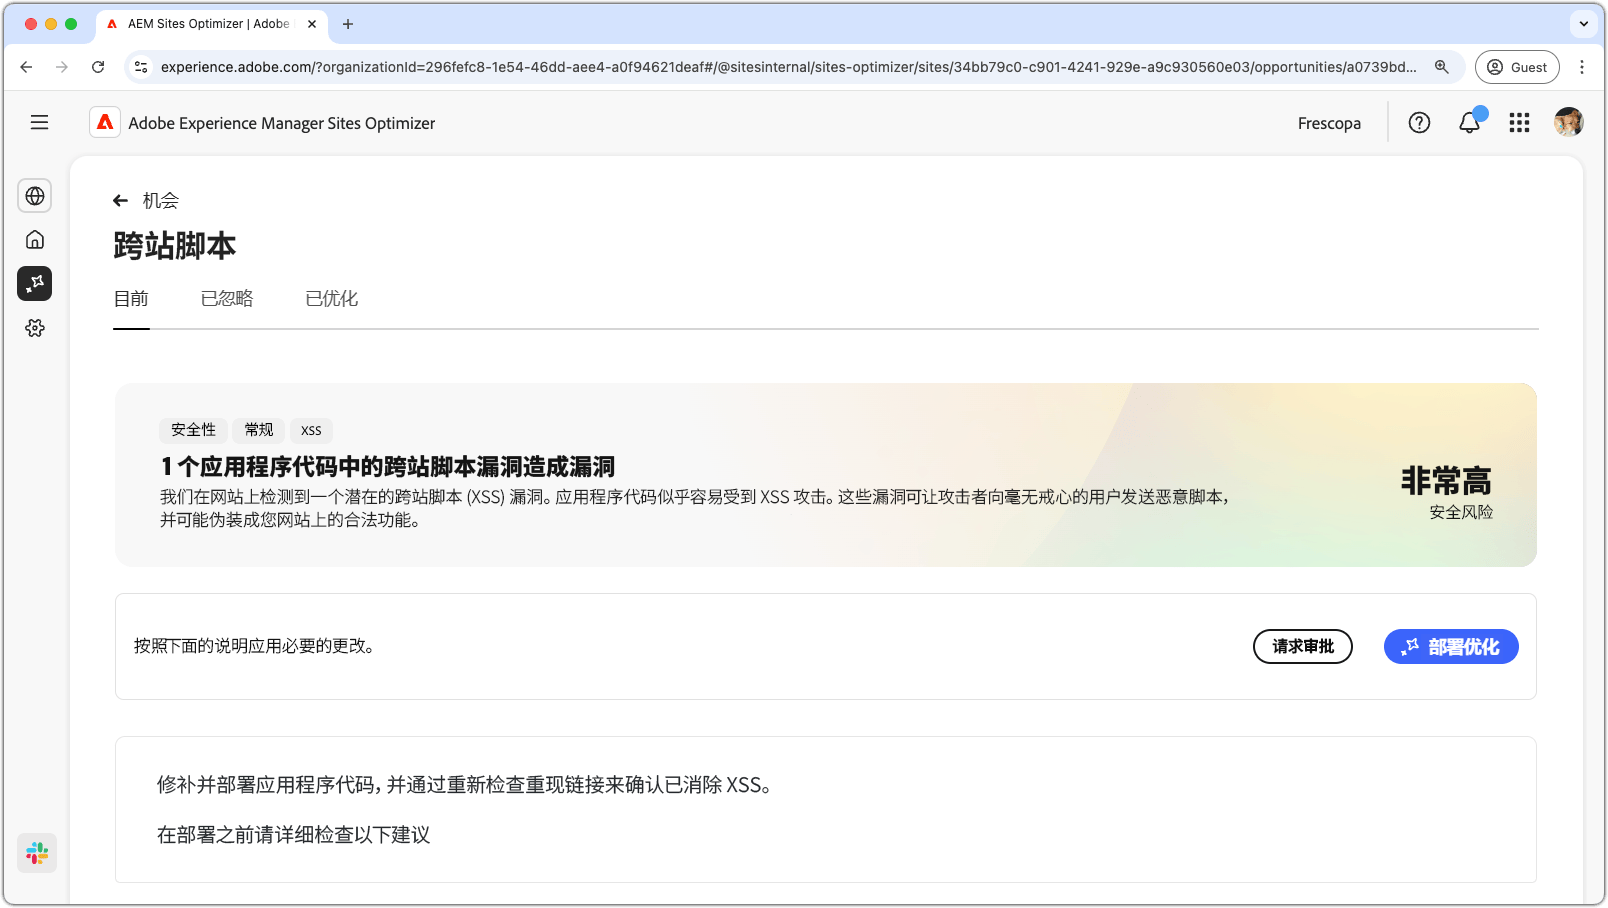 AEM Sites Optimizer | Adobe
experience.adobe.com/?organizationId=296fefc8-1e54-46dd-aee4-a0f94621deaf#/@sitesinternal/sites-optimizer/sites/34bb79c0-c901-4241-929e-a9c930560e03/opportunities/a0739bd...
Guest
Adobe Experience Manager Sites Optimizer
Frescopa
机会
跨站脚本
目前 已忽略 已优化
安全性 常规 XSS
1 个应用程序代码中的跨站脚本漏洞造成漏洞
我们在网站上检测到一个潜在的跨站脚本 (XSS) 漏洞。应用程序代码似乎容易受到 XSS 攻击。这些漏洞可让攻击者向毫无戒心的用户发送恶意脚本，
并可能伪装成您网站上的合法功能。
非常高
安全风险
按照下面的说明应用必要的更改。
请求审批
部署优化
修补并部署应用程序代码，并通过重新检查重现链接来确认已消除 XSS。
在部署之前请详细检查以下建议